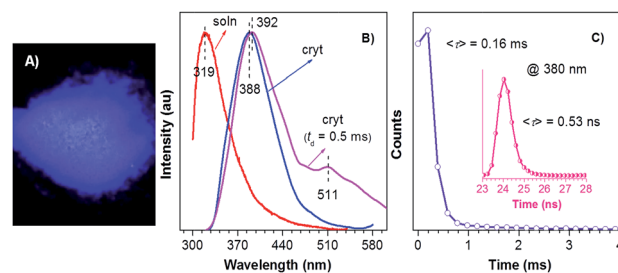 A)
B)
soln
319
392
cryt
388
cryt
(td = 0.5 ms)
511
Intensity (au)
300 370 440 510 580
Wavelength (nm)
C)
<τ> = 0.16 ms
@ 380 nm
<τ> = 0.53 ns
23 24 25 26 27 28
Time (ns)
Counts
0 1 2 3 4
Time (ms)